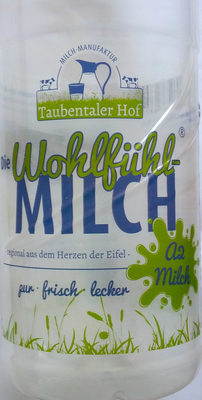 MILCH-MANUFAKTUR
Taubentaler Hof
Die Wohlfühl-
©
MILCH
regional aus dem Herzen der Eifel -
A2
Milch
pur · frisch · lecker